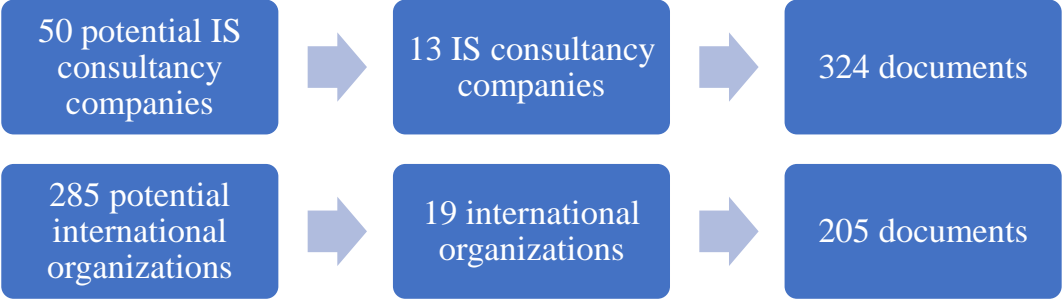 50 potential IS
consultancy
companies
13 IS consultancy
companies
324 documents
285 potential
international
organizations
19 international
organizations
205 documents